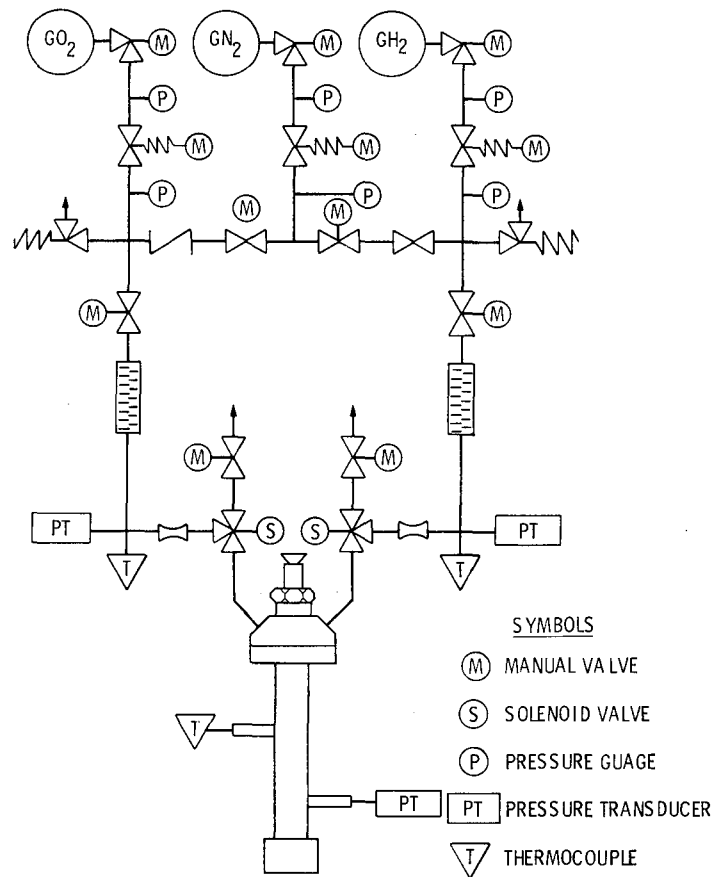 GO2 M GN2 M GH2 M
P P P
M M M
P P P
M M
M M
M M
PT S S PT
T T
SYMBOLS
M MANUAL VALVE
S SOLENOID VALVE
T
P PRESSURE GUAGE
PT PT PRESSURE TRANSDUCER
T THERMOCOUPLE